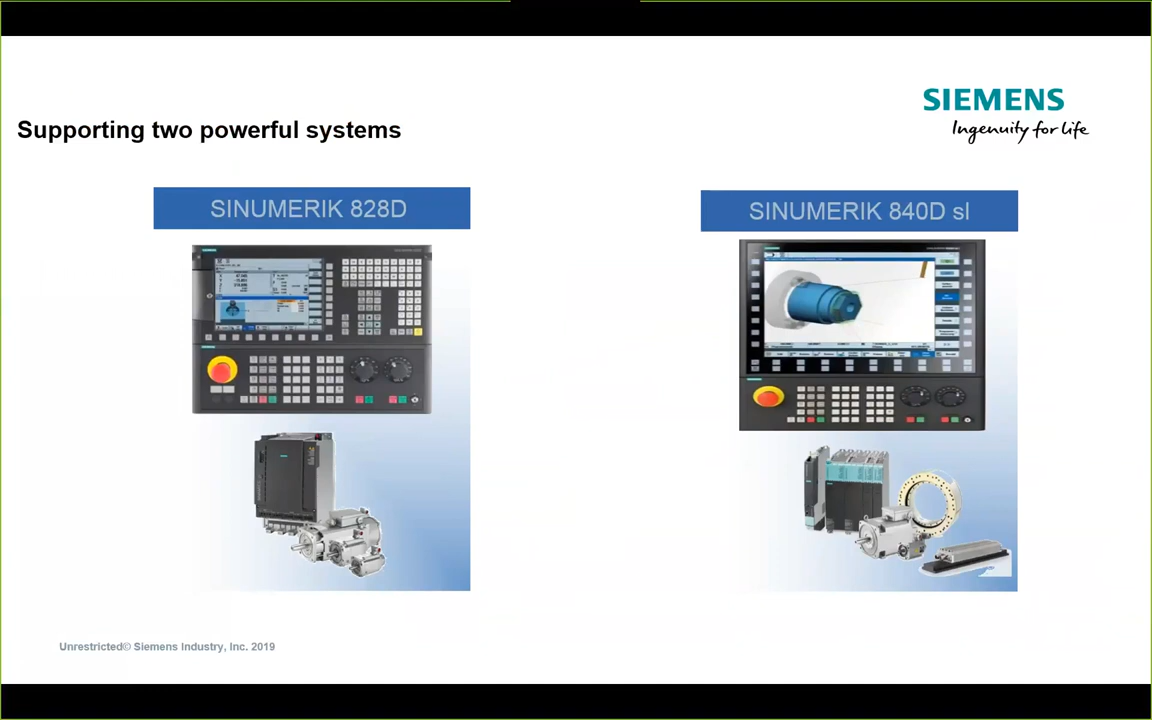 SIEMENS
Ingenuity for life
Supporting two powerful systems
SINUMERIK 828D
SINUMERIK 840D sl
Unrestricted© Siemens Industry, Inc. 2019